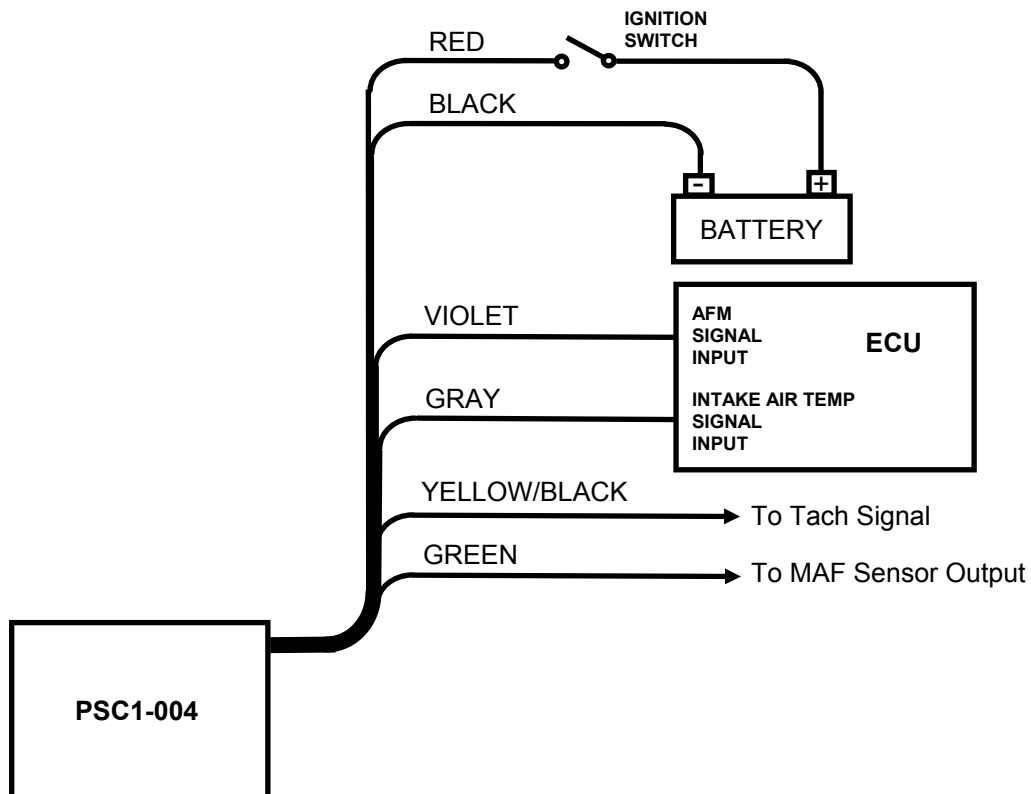 IGNITION
SWITCH
RED
BLACK
- +
BATTERY
VIOLET
AFM
SIGNAL
INPUT
ECU
GRAY
INTAKE AIR TEMP
SIGNAL
INPUT
YELLOW/BLACK
To Tach Signal
GREEN
To MAF Sensor Output
PSC1-004